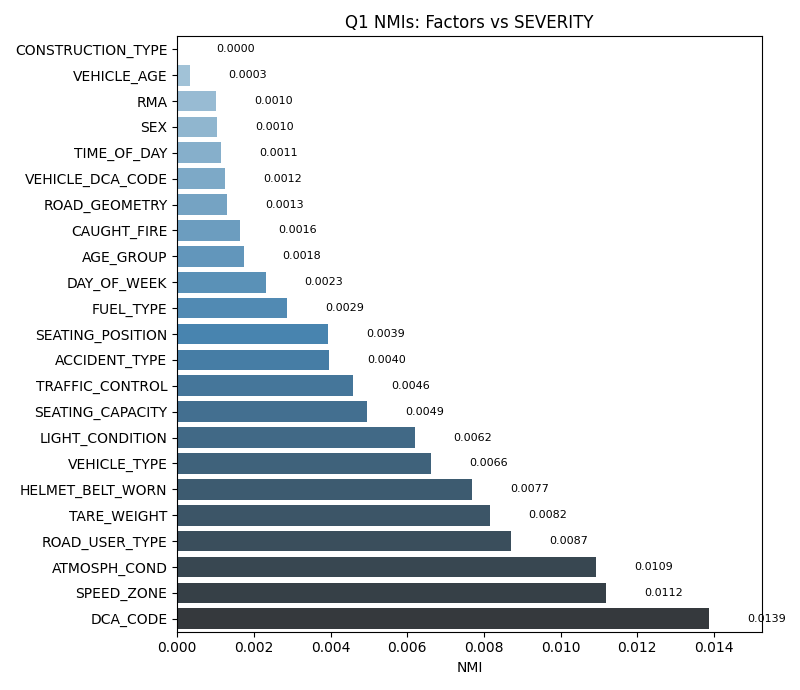 Q1 NMIs: Factors vs SEVERITY
CONSTRUCTION_TYPE 0.0000
VEHICLE_AGE 0.0003
RMA 0.0010
SEX 0.0010
TIME_OF_DAY 0.0011
VEHICLE_DCA_CODE 0.0012
ROAD_GEOMETRY 0.0013
CAUGHT_FIRE 0.0016
AGE_GROUP 0.0018
DAY_OF_WEEK 0.0023
FUEL_TYPE 0.0029
SEATING_POSITION 0.0039
ACCIDENT_TYPE 0.0040
TRAFFIC_CONTROL 0.0046
SEATING_CAPACITY 0.0049
LIGHT_CONDITION 0.0062
VEHICLE_TYPE 0.0066
HELMET_BELT_WORN 0.0077
TARE_WEIGHT 0.0082
ROAD_USER_TYPE 0.0087
ATMOSPH_COND 0.0109
SPEED_ZONE 0.0112
DCA_CODE 0.0139
0.000 0.002 0.004 0.006 0.008 0.010 0.012 0.014
NMI